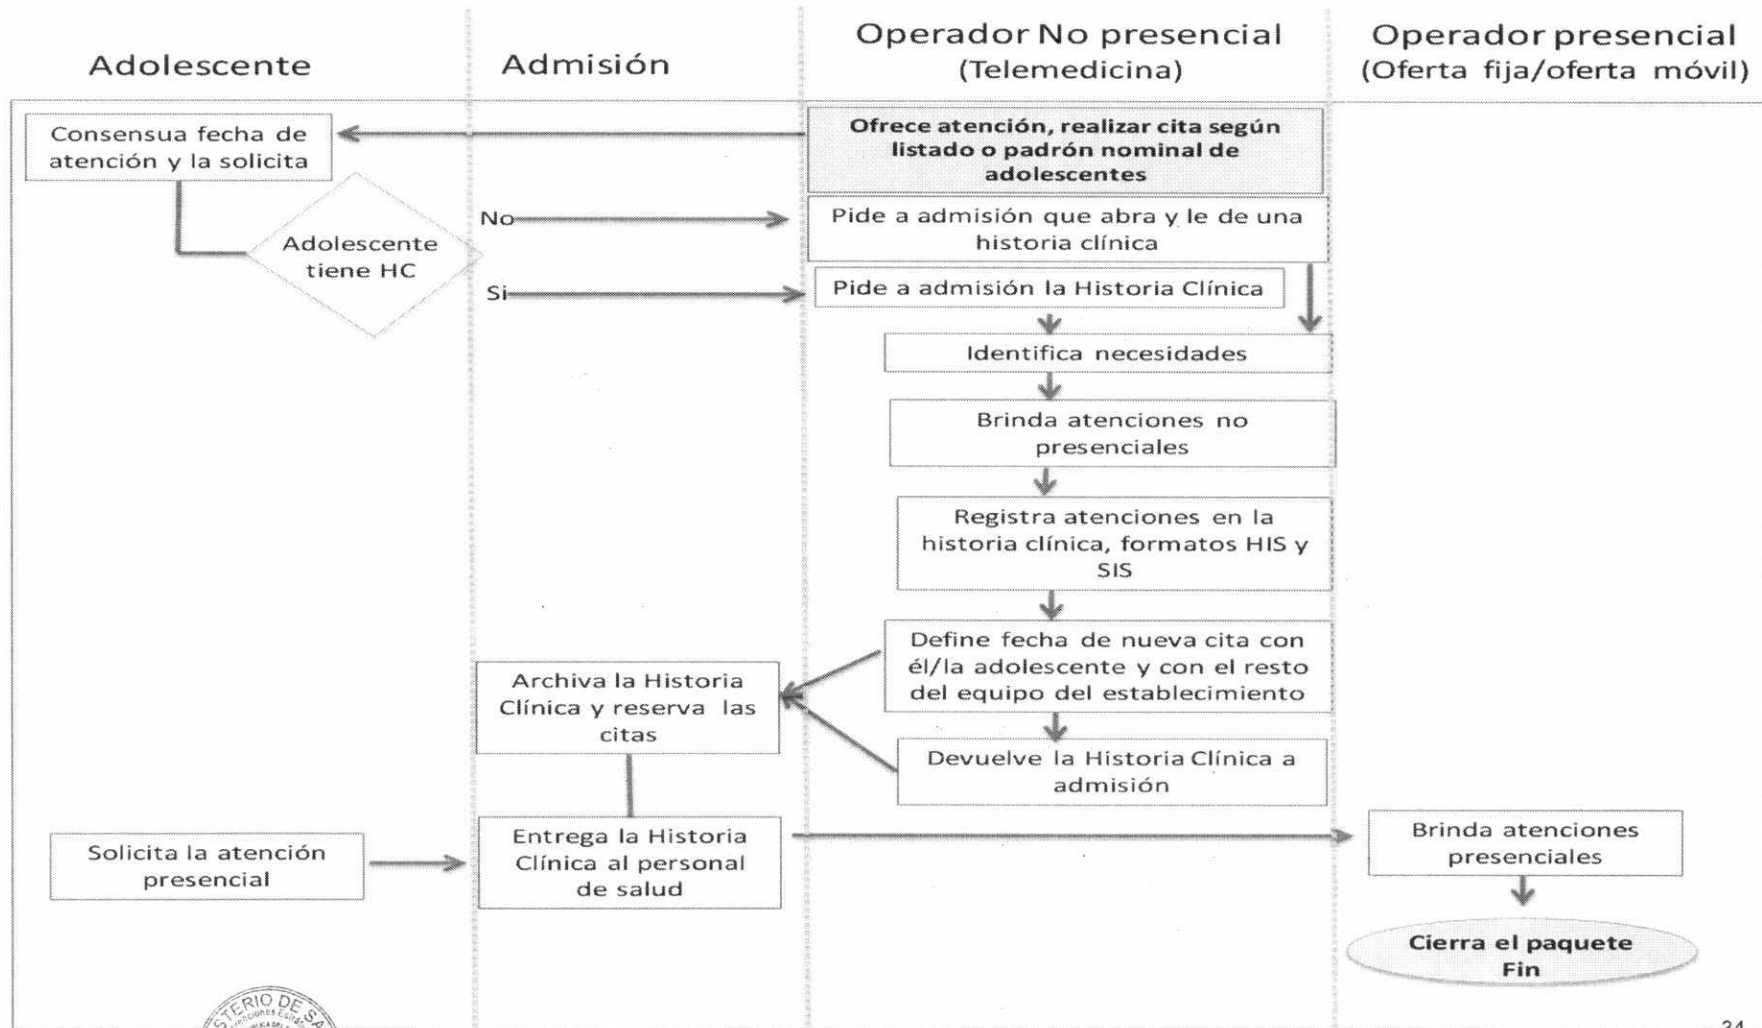 Adolescente
Admisión
Operador No presencial
(Telemedicina)
Operador presencial
(Oferta fija/oferta móvil)
Consensua fecha de
atención y la solicita
Ofrece atención, realizar cita según
listado o padrón nominal de
adolescentes
Adolescente
tiene HC
No
Pide a admisión que abra y le de una
historia clínica
Si
Pide a admisión la Historia Clínica
Identifica necesidades
Brinda atenciones no
presenciales
Registra atenciones en la
historia clínica, formatos HIS y
SIS
Define fecha de nueva cita con
él/la adolescente y con el resto
del equipo del establecimiento
Archiva la Historia
Clínica y reserva las
citas
Devuelve la Historia Clínica a
admisión
Solicita la atención
presencial
Entrega la Historia
Clínica al personal
de salud
Brinda atenciones
presenciales
Cierra el paquete
Fin